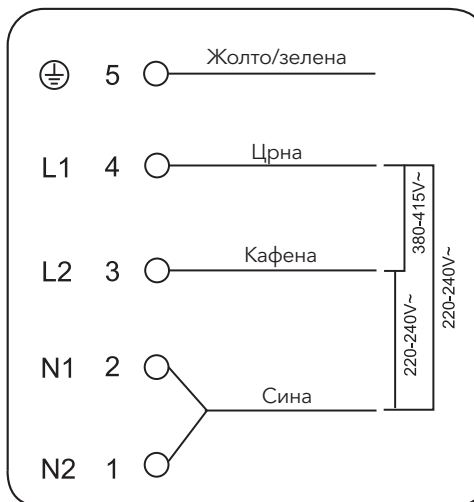 5 Жолто/зелена
L1 4 Црна
380-415V~
220-240V~
L2 3 Кафена
220-240V~
N1 2
Сина
N2 1